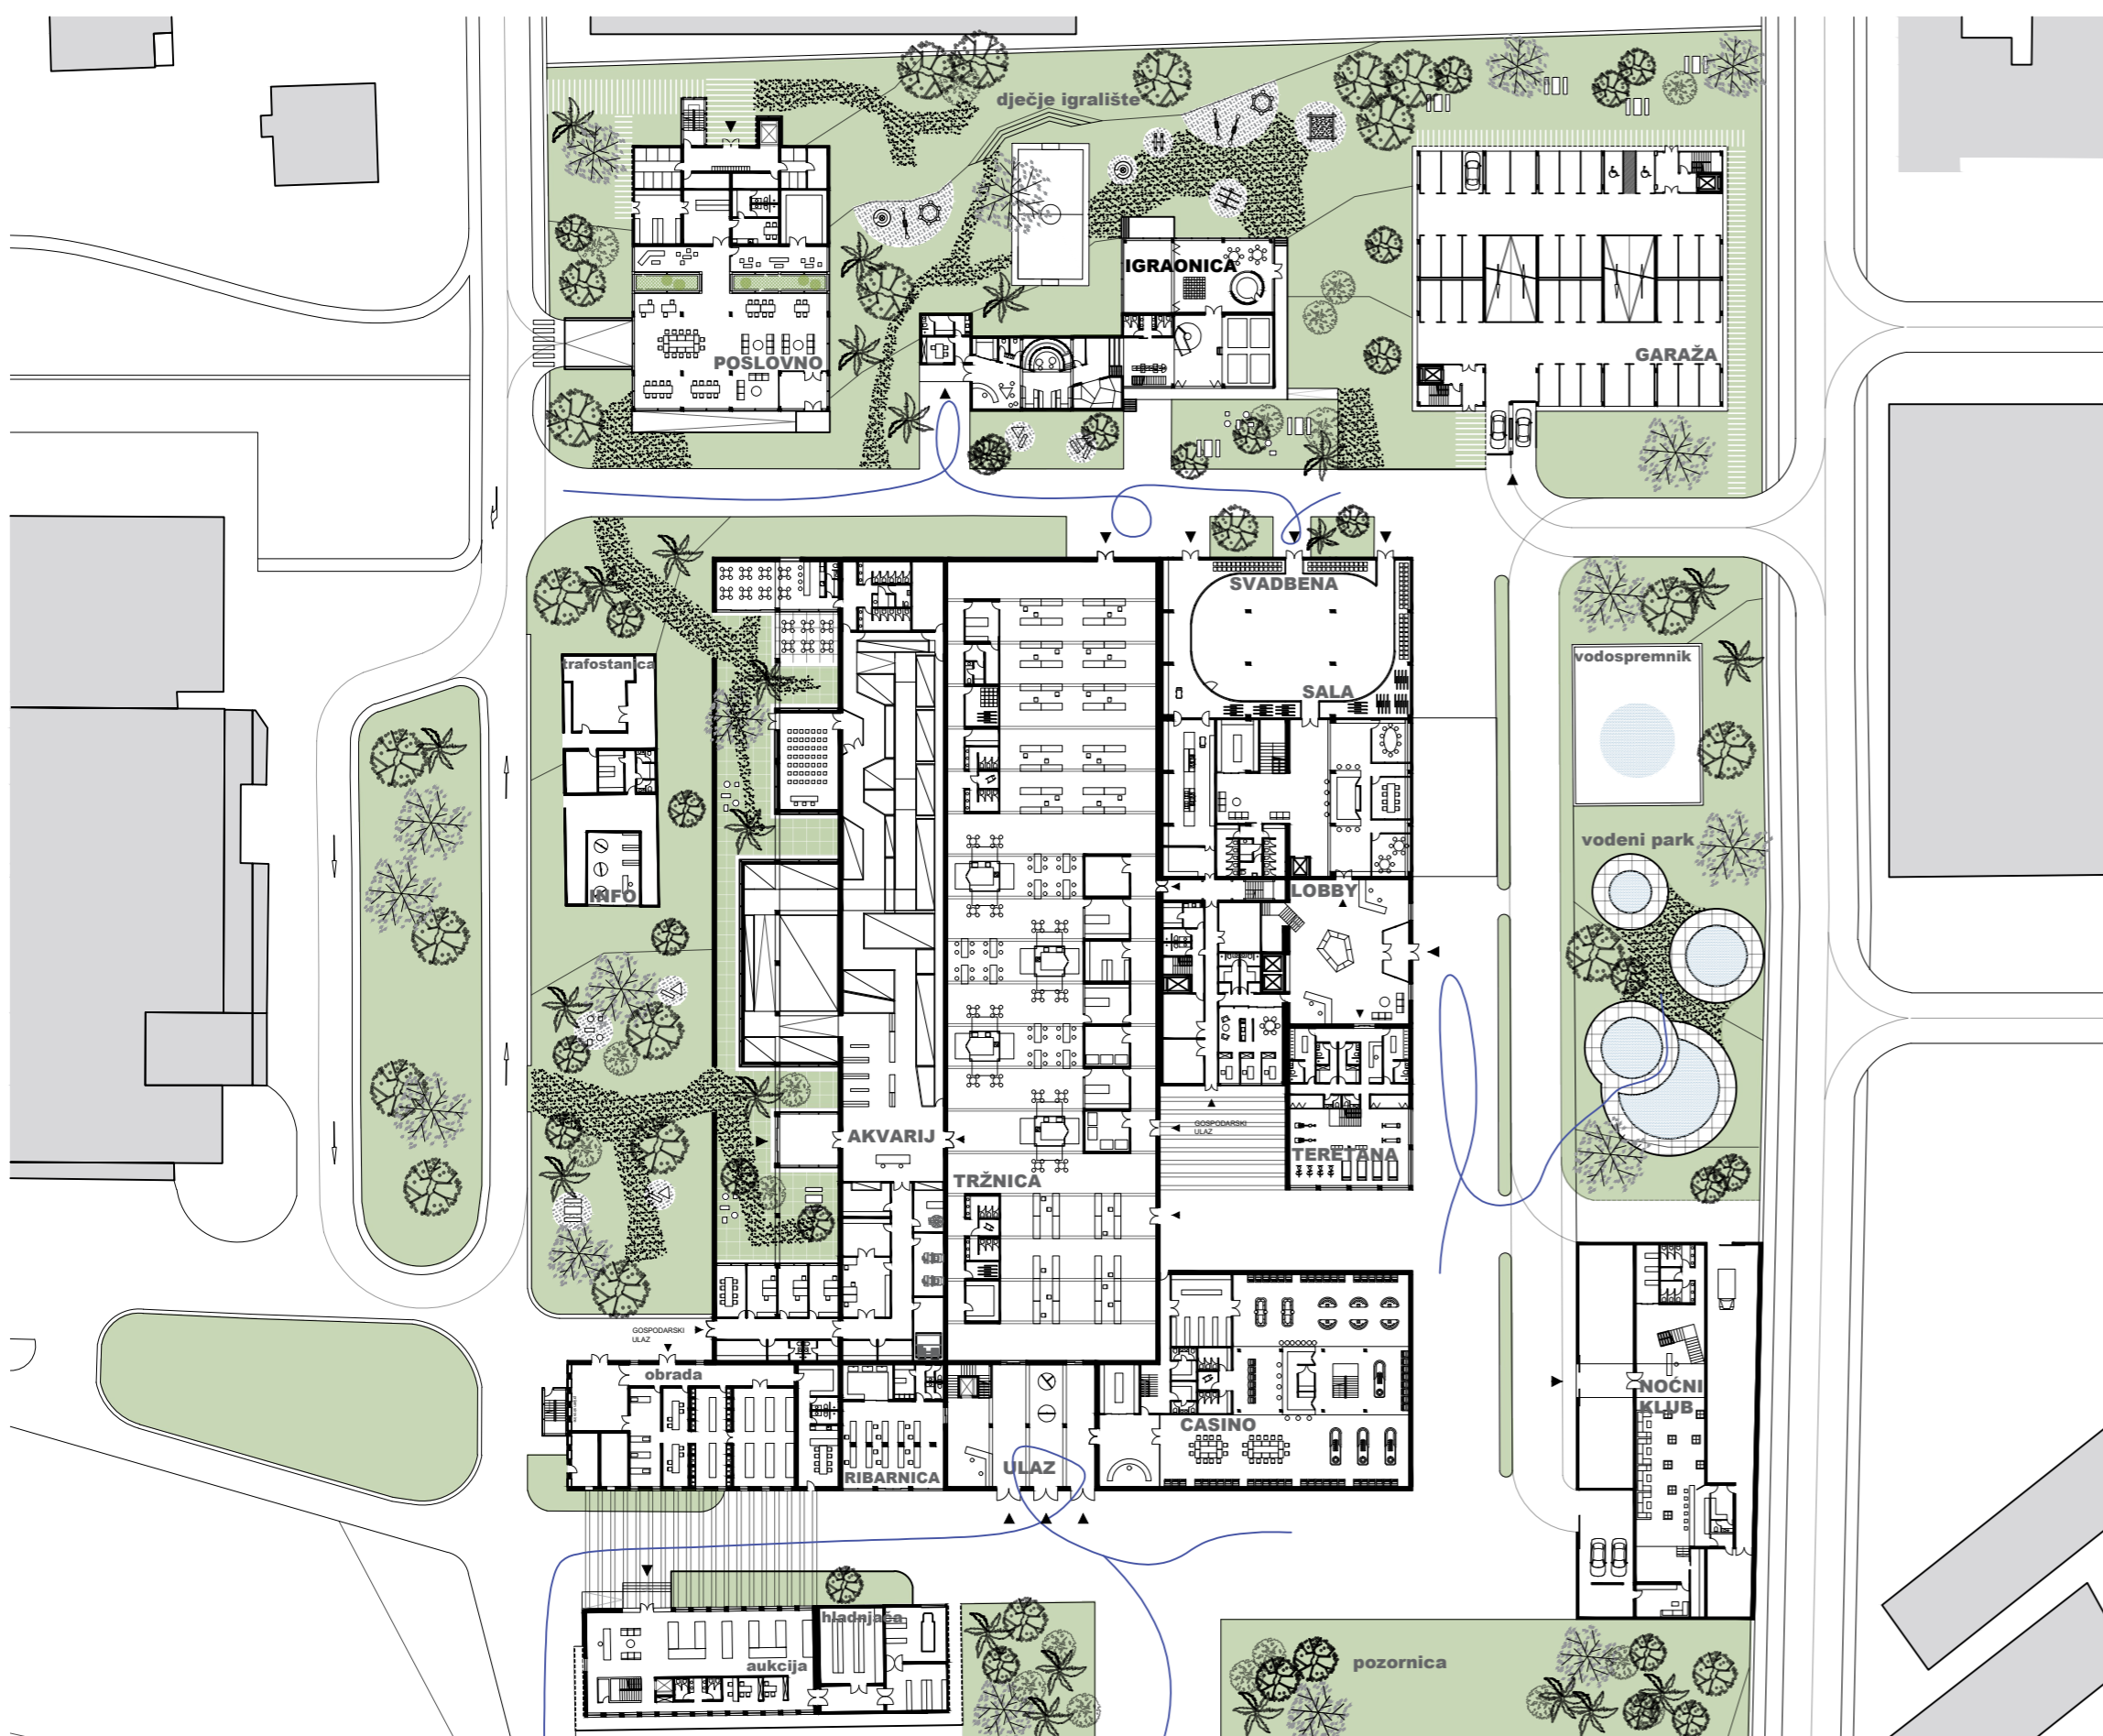 dječje igralište
IGRAONICA
POSLOVNO
GARAŽA
SVADBENA
SALA
trafostanica
vodospremnik
vodeni park
INFO
LOBBY
GOSPODARSKI
ULAZ
AKVARIJ
TERETANA
TRŽNICA
GOSPODARSKI
ULAZ
obrada
NOĆNI
KLUB
CASINO
RIBARNICA
ULAZ
hladnjača
aukcija
pozornica